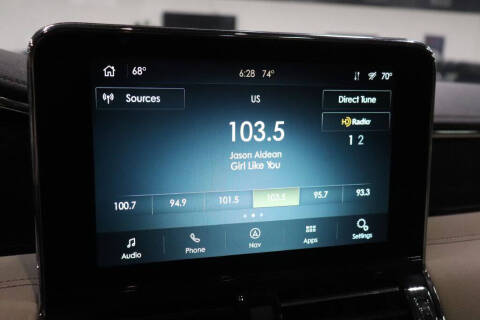 68° 6:28 74° 70°
Sources US Direct Tune
103.5 HD Radio
1 2
Jason Aldean
Girl Like You
100.7 94.9 101.5 103.5 95.7 93.3
Audio Phone Nav Apps Settings